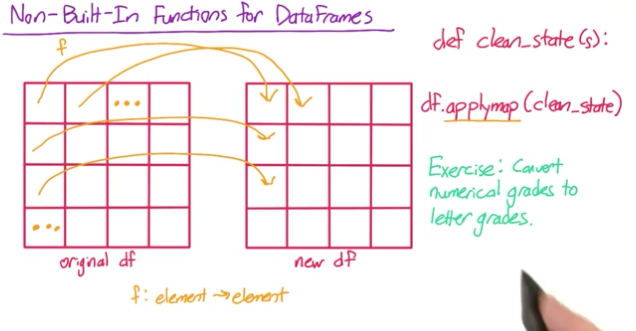 Non-Built-In Functions for DataFrames
f
def clean_state(s):
df.applymap(clean_state)
Exercise: Convert
numerical grades to
letter grades.
original df
new df
f: element → element